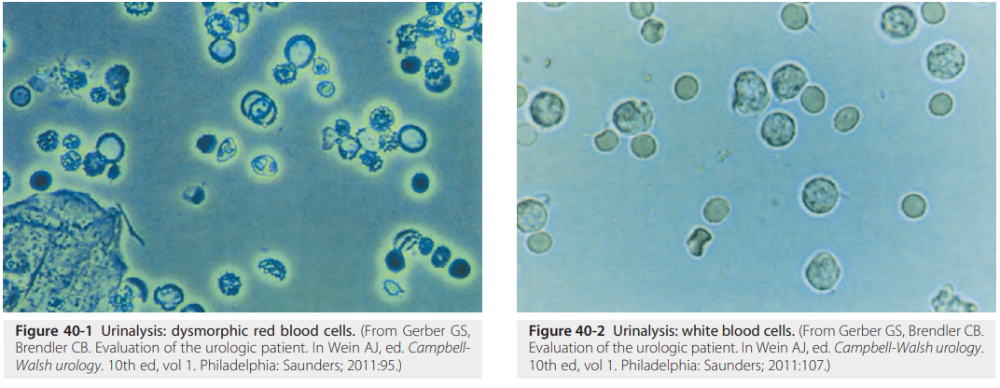 Figure 40-1 Urinalysis: dysmorphic red blood cells. (From Gerber GS,
Brendler CB. Evaluation of the urologic patient. In Wein AJ, ed. Campbell-
Walsh urology. 10th ed, vol 1. Philadelphia: Saunders; 2011:95.)
Figure 40-2 Urinalysis: white blood cells. (From Gerber GS, Brendler CB.
Evaluation of the urologic patient. In Wein AJ, ed. Campbell-Walsh urology.
10th ed, vol 1. Philadelphia: Saunders; 2011:107.)